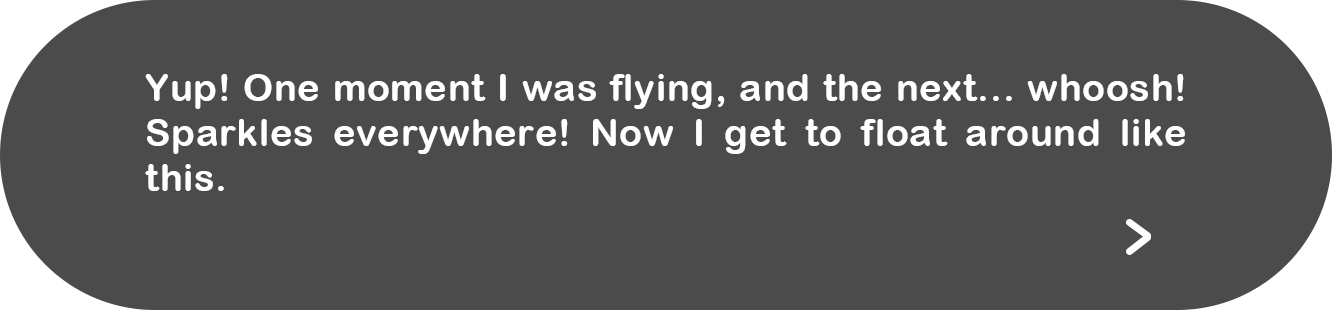 Yup! One moment I was flying, and the next... whoosh!
Sparkles everywhere! Now I get to float around like
this.